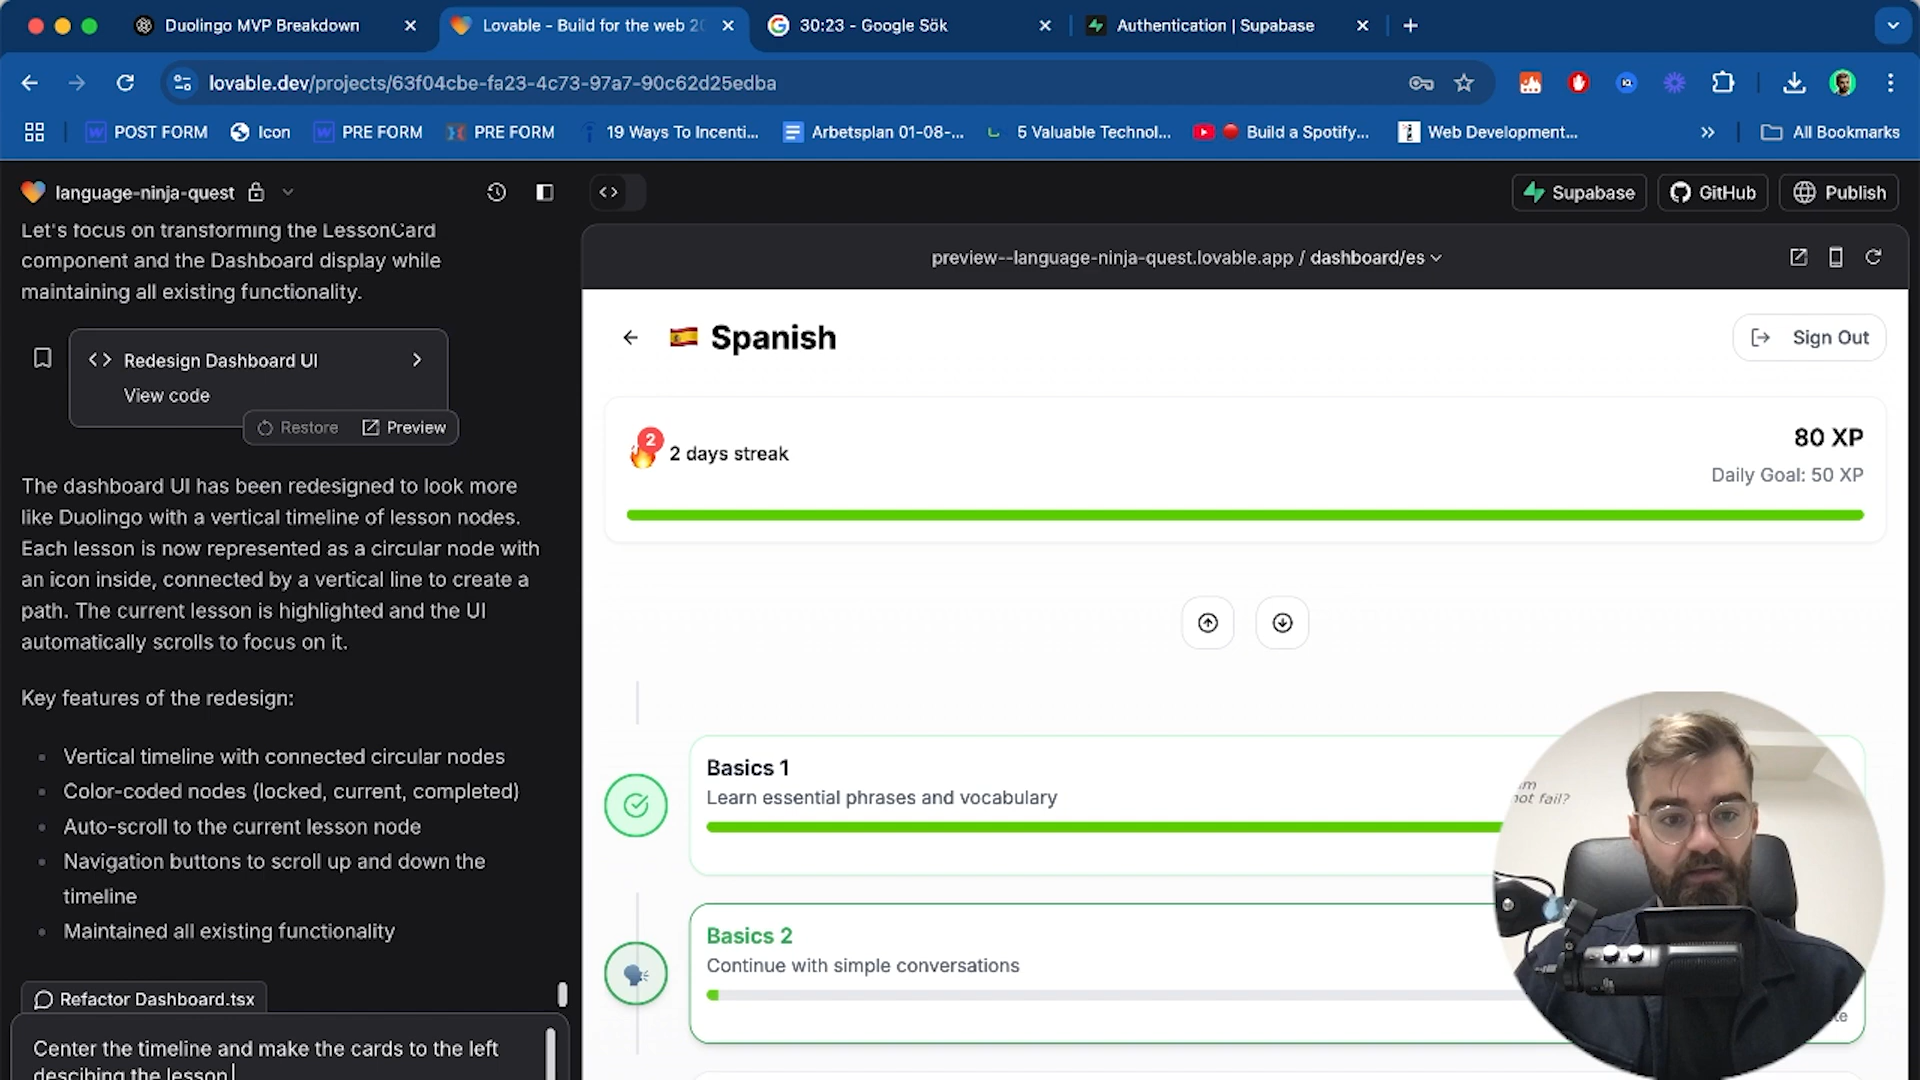 Duolingo MVP Breakdown
Lovable - Build for the web 20
30:23 - Google Sök
Authentication | Supabase
lovable.dev/projects/63f04cbe-fa23-4c73-97a7-90c62d25edba
POST FORM
Icon
PRE FORM
PRE FORM
19 Ways To Incenti...
Arbetsplan 01-08-...
5 Valuable Technol...
Build a Spotify...
Web Development...
All Bookmarks
language-ninja-quest
Supabase
GitHub
Publish
Let's focus on transforming the LessonCard
component and the Dashboard display while
maintaining all existing functionality.
Redesign Dashboard UI
View code
Restore
Preview
The dashboard UI has been redesigned to look more
like Duolingo with a vertical timeline of lesson nodes.
Each lesson is now represented as a circular node with
an icon inside, connected by a vertical line to create a
path. The current lesson is highlighted and the UI
automatically scrolls to focus on it.
Key features of the redesign:
• Vertical timeline with connected circular nodes
• Color-coded nodes (locked, current, completed)
• Auto-scroll to the current lesson node
• Navigation buttons to scroll up and down the
timeline
• Maintained all existing functionality
Refactor Dashboard.tsx
Center the timeline and make the cards to the left
descibing the lesson
preview--language-ninja-quest.lovable.app / dashboard/es
Spanish
Sign Out
2
2 days streak
80 XP
Daily Goal: 50 XP
Basics 1
Learn essential phrases and vocabulary
not fail?
Basics 2
Continue with simple conversations